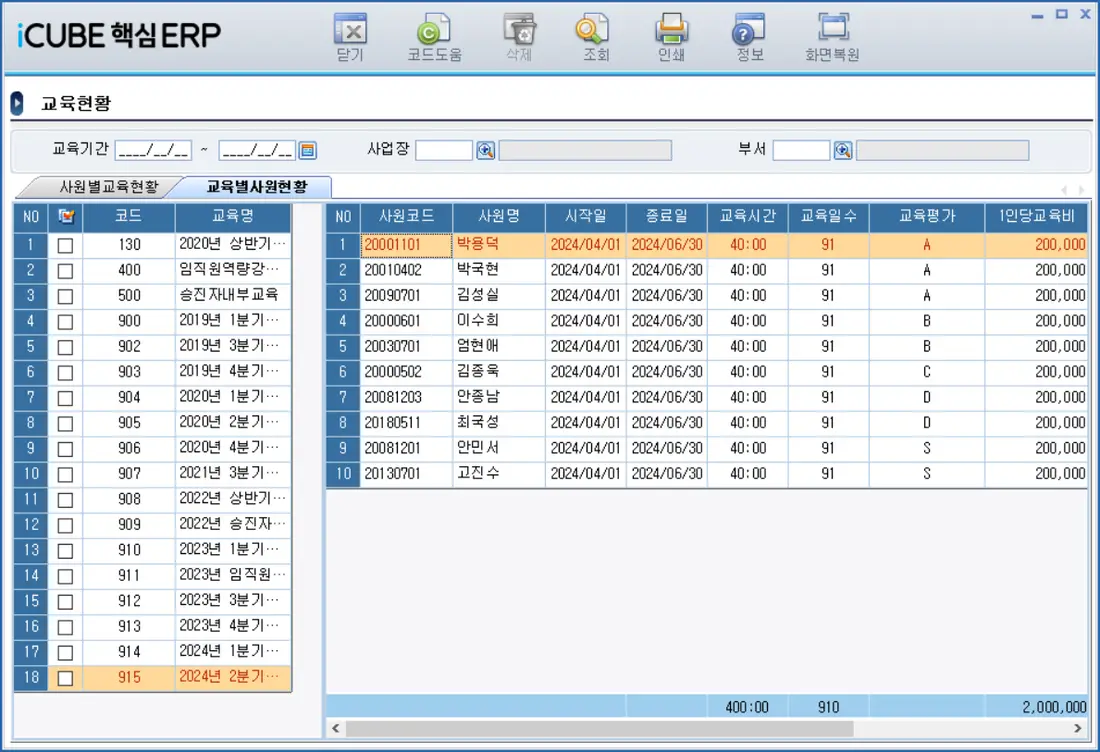 iCUBE 핵심ERP
닫기 코드도움 삭제 조회 인쇄 정보 화면복원
교육현황
교육기간 ____/__/__ ~ ____/__/__ 사업장 부서
사원별교육현황 교육별사원현황
NO 코드 교육명
1 130 2020년 상반기…
2 400 임직원역량강…
3 500 승진자내부교육
4 900 2019년 1분기…
5 902 2019년 3분기…
6 903 2019년 4분기…
7 904 2020년 1분기…
8 905 2020년 2분기…
9 906 2020년 4분기…
10 907 2021년 3분기…
11 908 2022년 상반기…
12 909 2022년 승진자…
13 910 2023년 1분기…
14 911 2023년 임직원…
15 912 2023년 3분기…
16 913 2023년 4분기…
17 914 2024년 1분기…
18 915 2024년 2분기…
NO 사원코드 사원명 시작일 종료일 교육시간 교육일수 교육평가 1인당교육비
1 20001101 박용덕 2024/04/01 2024/06/30 40:00 91 A 200,000
2 20010402 박국현 2024/04/01 2024/06/30 40:00 91 A 200,000
3 20090701 김성실 2024/04/01 2024/06/30 40:00 91 A 200,000
4 20000601 이수희 2024/04/01 2024/06/30 40:00 91 B 200,000
5 20030701 엄현애 2024/04/01 2024/06/30 40:00 91 B 200,000
6 20000502 김종욱 2024/04/01 2024/06/30 40:00 91 C 200,000
7 20081203 안종남 2024/04/01 2024/06/30 40:00 91 D 200,000
8 20180511 최국성 2024/04/01 2024/06/30 40:00 91 D 200,000
9 20081201 안민서 2024/04/01 2024/06/30 40:00 91 S 200,000
10 20130701 고진수 2024/04/01 2024/06/30 40:00 91 S 200,000
400:00 910 2,000,000